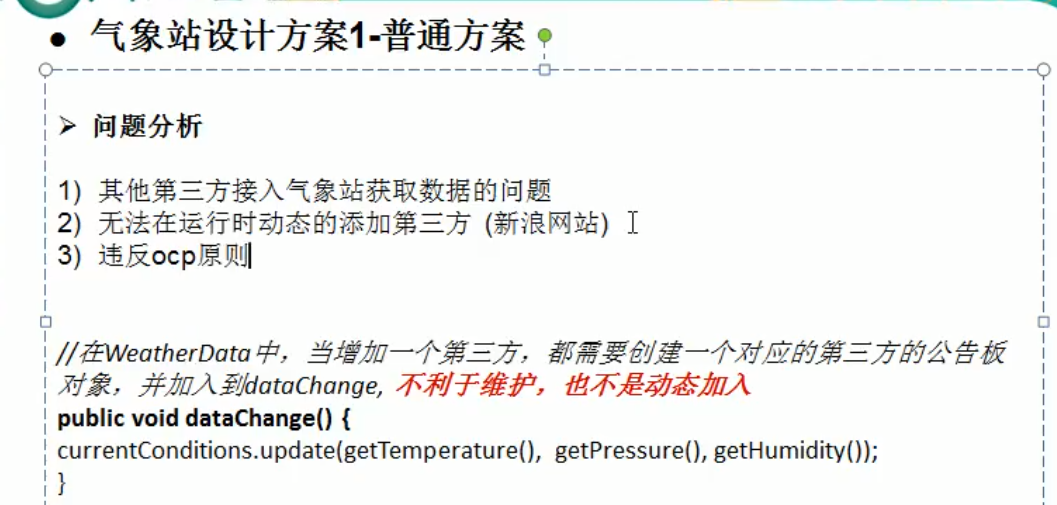 ● 气象站设计方案1-普通方案
➢ 问题分析
1) 其他第三方接入气象站获取数据的问题
2) 无法在运行时动态的添加第三方 (新浪网站)
3) 违反ocp原则
//在WeatherData中，当增加一个第三方，都需要创建一个对应的第三方的公告板
对象，并加入到dataChange, 不利于维护，也不是动态加入
public void dataChange() {
currentConditions.update(getTemperature(), getPressure(), getHumidity());
}